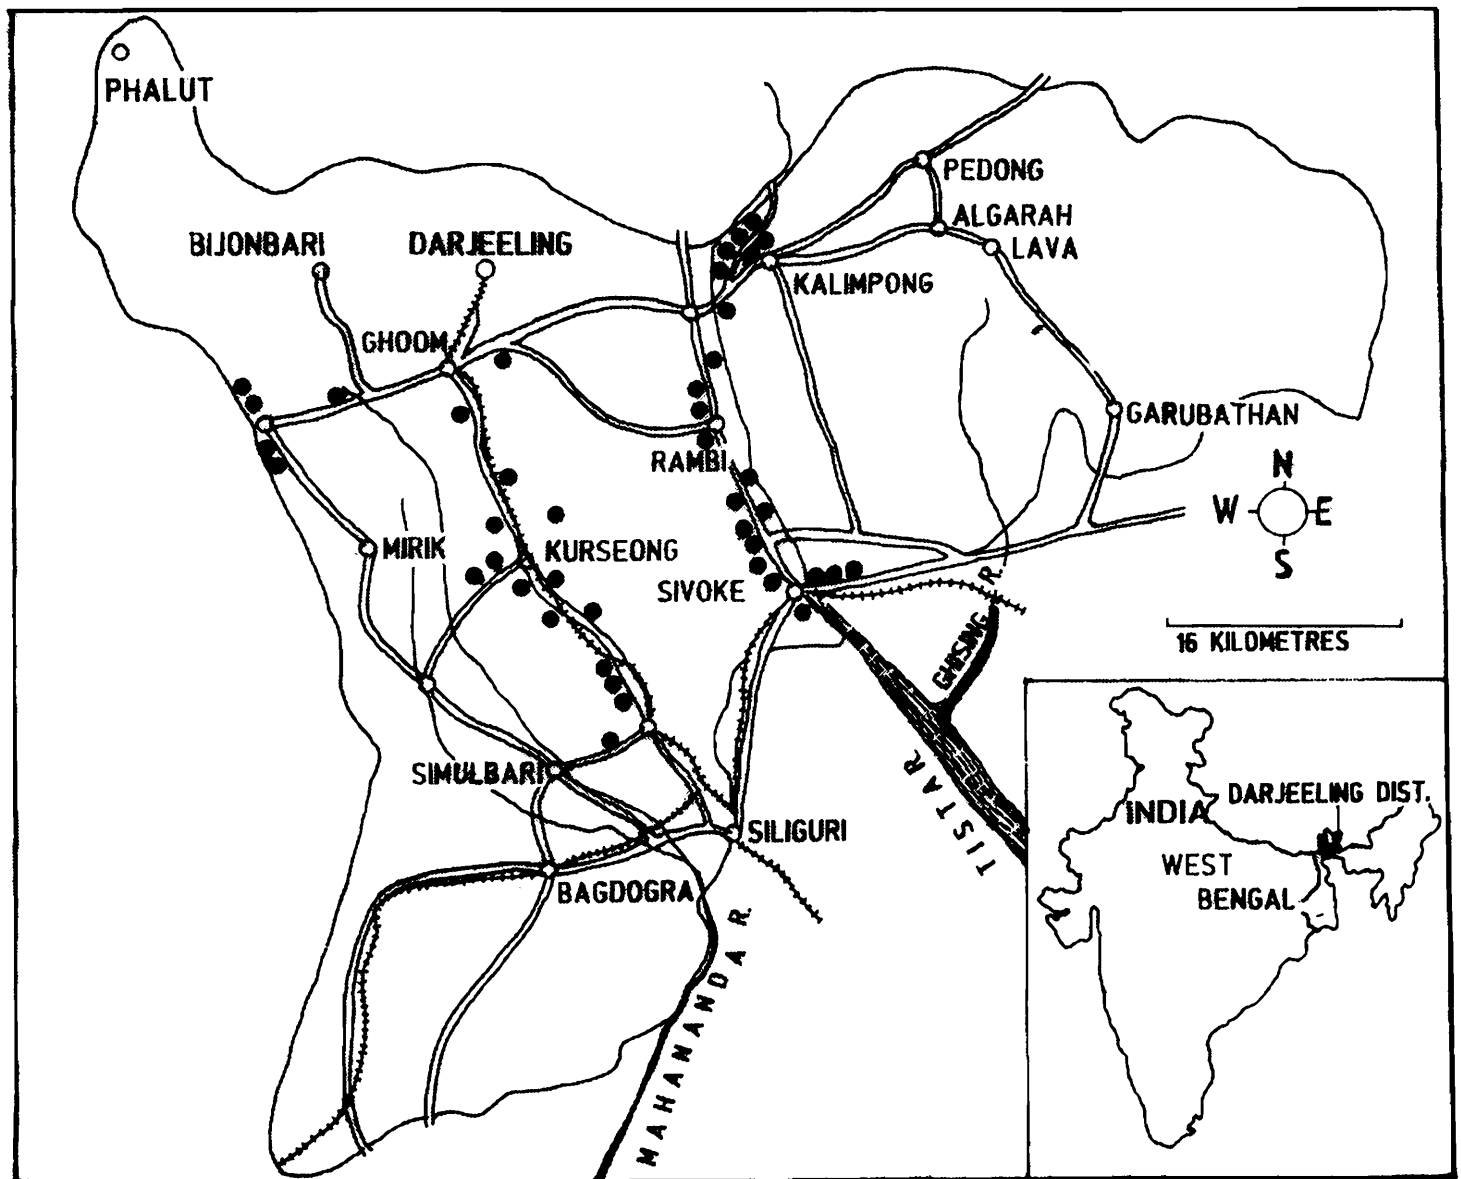 PHALUT
PEDONG
ALGARAH
LAVA
BIJONBARI
DARJEELING
KALIMPONG
GHOOM
GARUBATHAN
RAMBI
N
W E
S
MIRIK
KURSEONG
SIVOKE
16 KILOMETRES
GHISING R.
TISTA R.
SIMULBARI
SILIGURI
BAGDOGRA
MAHANANDA R.
DARJEELING DIST.
INDIA
WEST
BENGAL